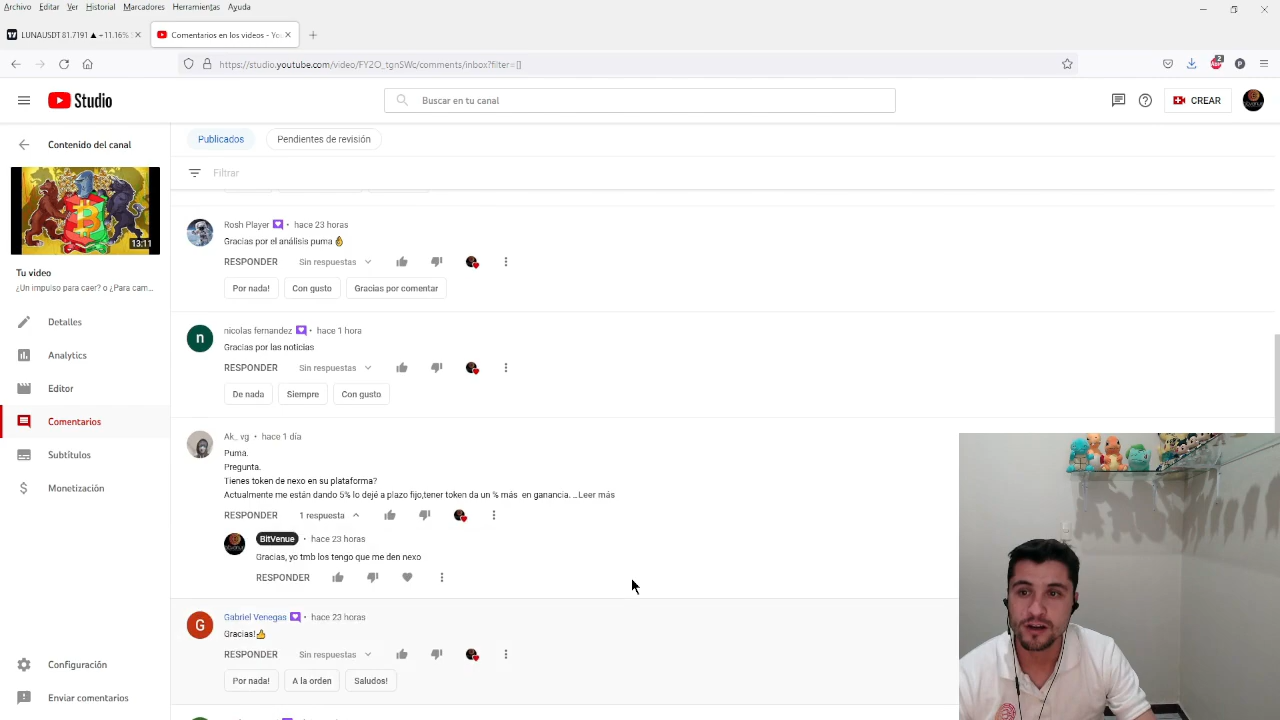 Archivo Editar Ver Historial Marcadores Herramientas Ayuda
LUNAUSDT 81.7191 ▲ +11.16%
Comentarios en los videos - Yo
https://studio.youtube.com/video/FY2O_tgnSWc/comments/inbox?filter=[]
2
P
Studio
Buscar en tu canal
CREAR
Contenido del canal
Publicados
Pendientes de revisión
Filtrar
13:11
Tu video
¿Un impulso para caer? o ¿Para cam...
Detalles
Analytics
Editor
Comentarios
Subtítulos
Monetización
Configuración
Enviar comentarios
Rosh Player • hace 23 horas
Gracias por el análisis puma 👌
RESPONDER Sin respuestas
Por nada! Con gusto Gracias por comentar
n
nicolas fernandez • hace 1 hora
Gracias por las noticias
RESPONDER Sin respuestas
De nada Siempre Con gusto
Ak_ vg • hace 1 día
Puma.
Pregunta.
Tienes token de nexo en su plataforma?
Actualmente me están dando 5% lo dejé a plazo fijo,tener token da un % más en ganancia. ...Leer más
RESPONDER 1 respuesta
BitVenue • hace 23 horas
Gracias, yo tmb los tengo que me den nexo
RESPONDER
G
Gabriel Venegas • hace 23 horas
Gracias!👍
RESPONDER Sin respuestas
Por nada! A la orden Saludos!